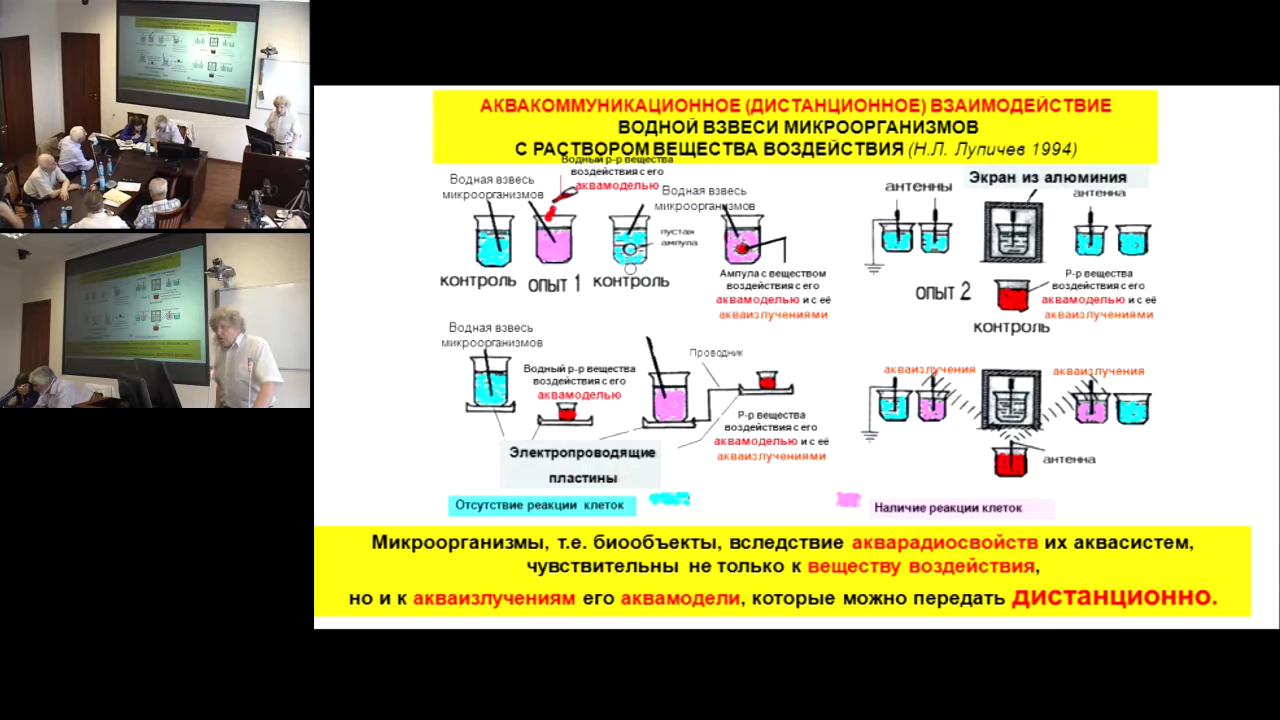 АКВАКОММУНИКАЦИОННОЕ (ДИСТАНЦИОННОЕ) ВЗАИМОДЕЙСТВИЕ
ВОДНОЙ ВЗВЕСИ МИКРООРГАНИЗМОВ
С РАСТВОРОМ ВЕЩЕСТВА ВОЗДЕЙСТВИЯ (Н.Л. Лупичев 1994)
Водная взвесь
микроорганизмов
Водный р-р вещества
воздействия с его
аквамоделью
Водная взвесь
микроорганизмов
пустая
ампула
контроль
опыт 1
контроль
Ампула с веществом
воздействия с его
аквамоделью и с её
акваизлучениями
антенны
Экран из алюминия
антенна
опыт 2
Р-р вещества
воздействия с его
аквамоделью и с её
акваизлучениями
контроль
Водная взвесь
микроорганизмов
Водный р-р вещества
воздействия с его
аквамоделью
Проводник
Р-р вещества
воздействия с его
аквамоделью и с её
акваизлучениями
Электропроводящие
пластины
акваизлучения
акваизлучения
антенна
Отсутствие реакции клеток
Наличие реакции клеток
Микроорганизмы, т.е. биообъекты, вследствие акварадиосвойств их аквасистем,
чувствительны не только к веществу воздействия,
но и к акваизлучениям его аквамодели, которые можно передать дистанционно.